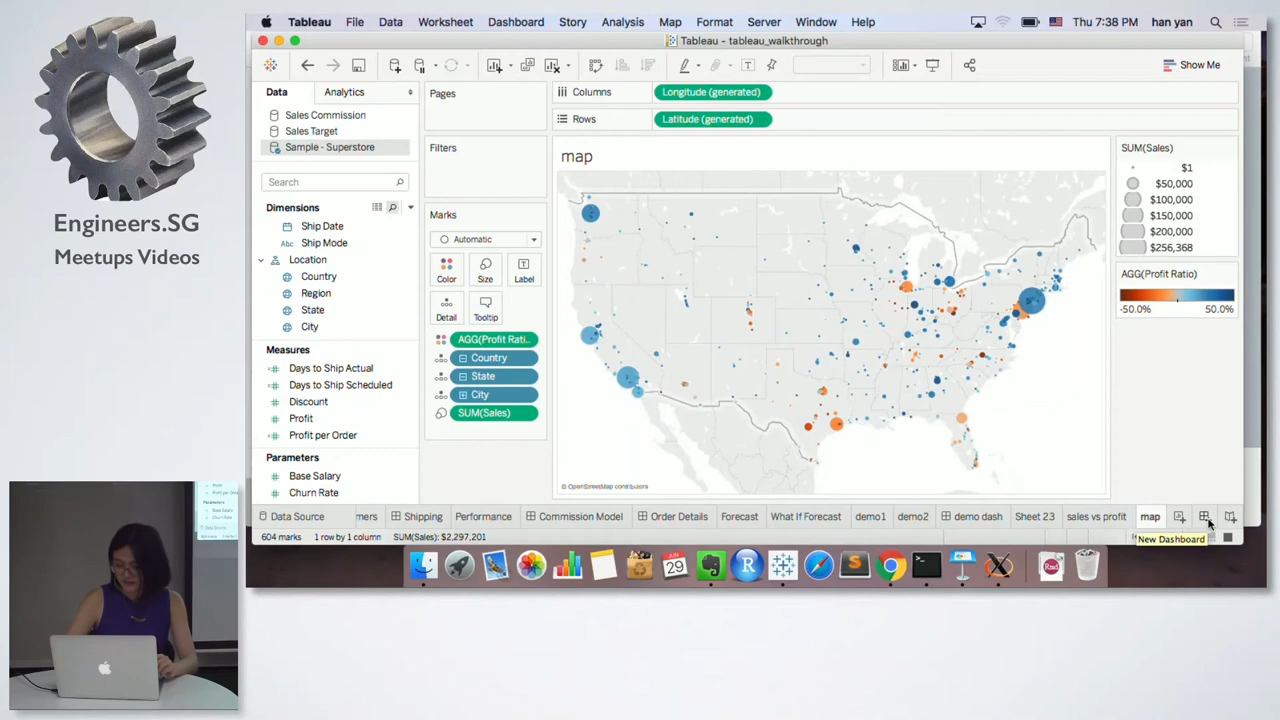 Engineers.SG
Meetups Videos
Tableau File Data Worksheet Dashboard Story Analysis Map Format Server Window Help
Thu 7:38 PM han yan
Tableau - tableau_walkthrough
Show Me
Data Analytics
Sales Commission
Sales Target
Sample - Superstore
Search
Dimensions
Ship Date
Abc Ship Mode
Location
Country
Region
State
City
Measures
Days to Ship Actual
Days to Ship Scheduled
Discount
Profit
Profit per Order
Parameters
Base Salary
Churn Rate
Pages
Filters
Marks
Automatic
Color Size Label
Detail Tooltip
AGG(Profit Rati..
Country
State
City
SUM(Sales)
Columns Longitude (generated)
Rows Latitude (generated)
map
© OpenStreetMap contributors
SUM(Sales)
$1
$50,000
$100,000
$150,000
$200,000
$256,368
AGG(Profit Ratio)
-50.0% 50.0%
Data Source mers Shipping Performance Commission Model Order Details Forecast What If Forecast demo1 demo2 demo dash Sheet 23 sales vs profit map
604 marks 1 row by 1 column SUM(Sales): $2,297,201
New Dashboard
JUN
29
R
S
Rmd